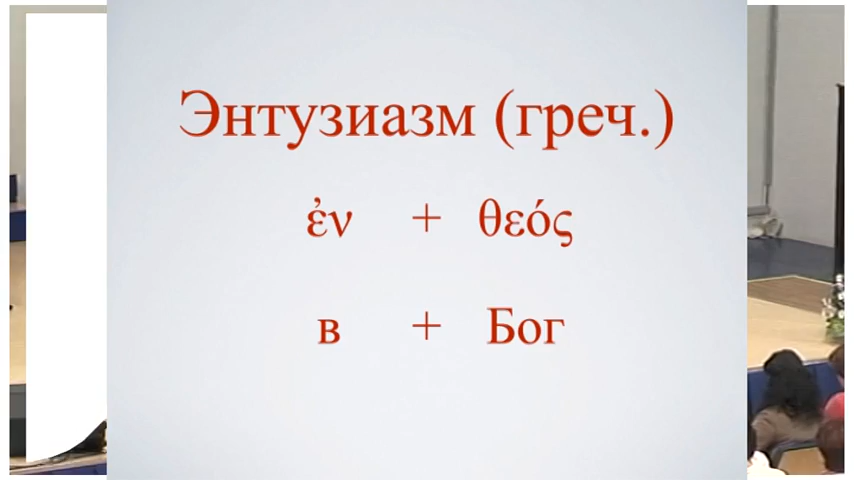 Энтузиазм (греч.)
ἐν + θεός
в + Бог